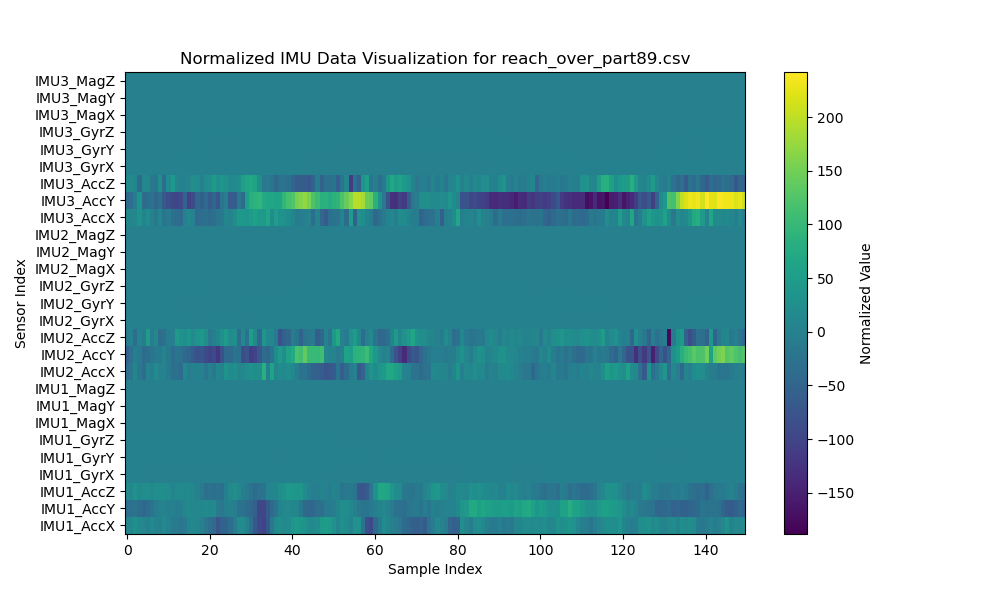 Normalized IMU Data Visualization for reach_over_part89.csv
IMU3_MagZ
IMU3_MagY
IMU3_MagX
IMU3_GyrZ
IMU3_GyrY
IMU3_GyrX
IMU3_AccZ
IMU3_AccY
IMU3_AccX
IMU2_MagZ
IMU2_MagY
IMU2_MagX
IMU2_GyrZ
IMU2_GyrY
IMU2_GyrX
IMU2_AccZ
IMU2_AccY
IMU2_AccX
IMU1_MagZ
IMU1_MagY
IMU1_MagX
IMU1_GyrZ
IMU1_GyrY
IMU1_GyrX
IMU1_AccZ
IMU1_AccY
IMU1_AccX
Sensor Index
0 20 40 60 80 100 120 140
Sample Index
200
150
100
50
0
−50
−100
−150
Normalized Value